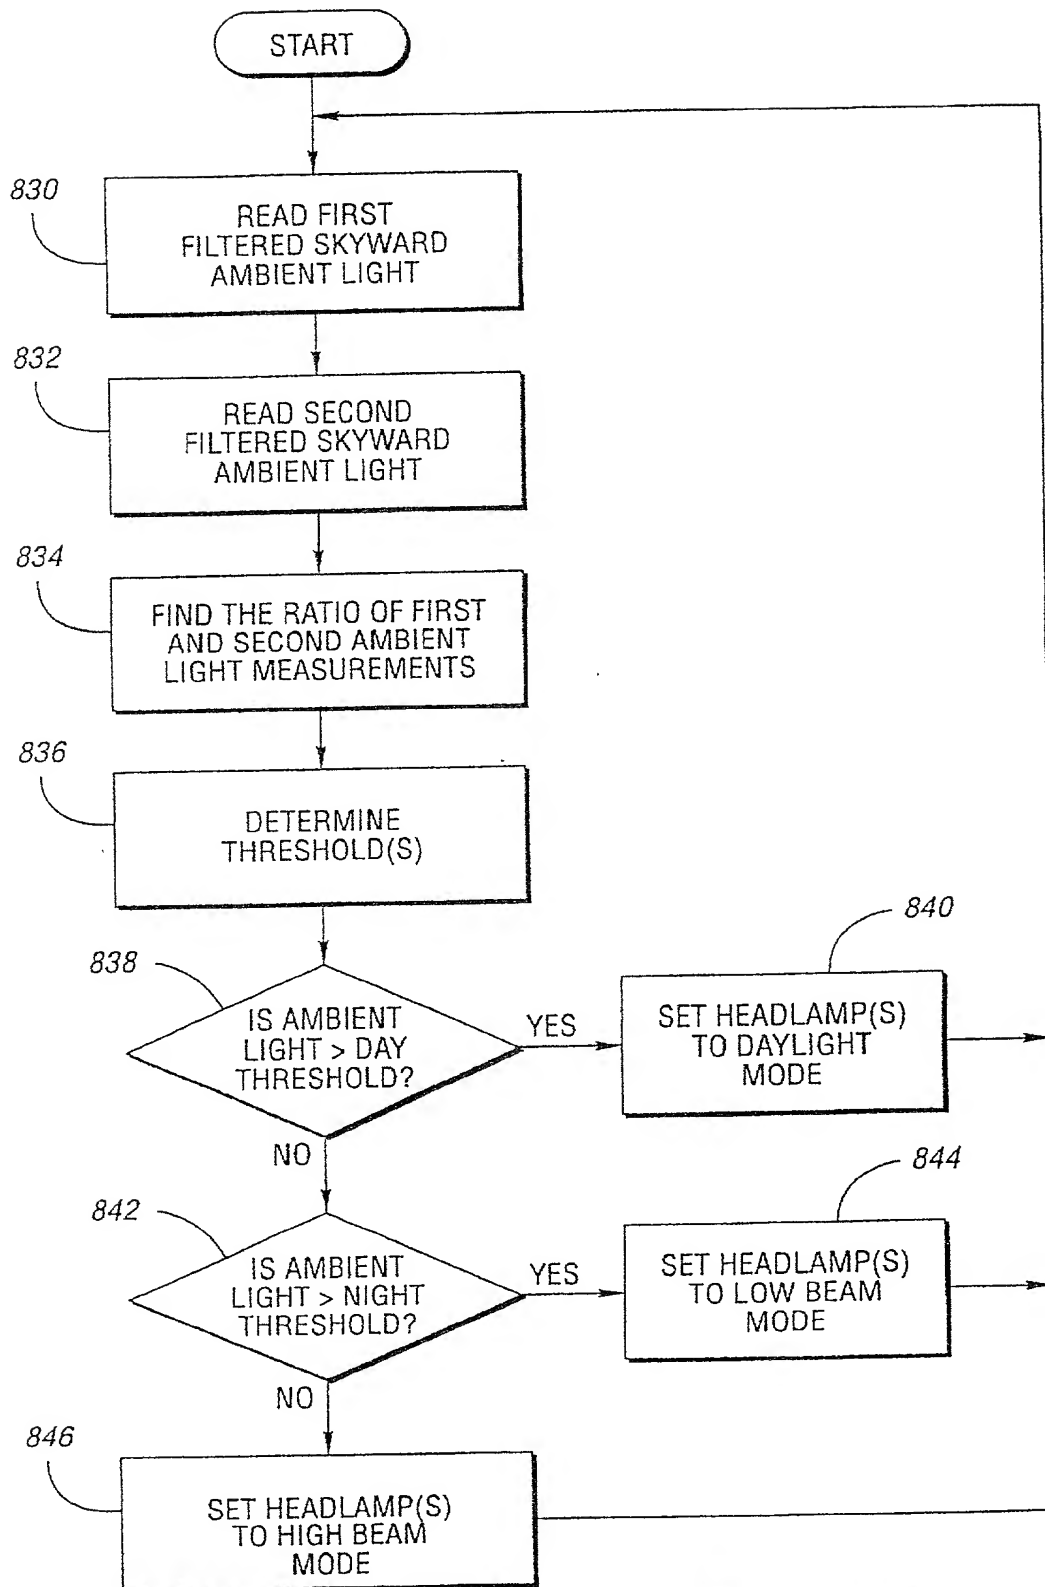 START
830
READ FIRST
FILTERED SKYWARD
AMBIENT LIGHT
832
READ SECOND
FILTERED SKYWARD
AMBIENT LIGHT
834
FIND THE RATIO OF FIRST
AND SECOND AMBIENT
LIGHT MEASUREMENTS
836
DETERMINE
THRESHOLD(S)
838
IS AMBIENT
LIGHT > DAY
THRESHOLD?
YES
840
SET HEADLAMP(S)
TO DAYLIGHT
MODE
NO
842
IS AMBIENT
LIGHT > NIGHT
THRESHOLD?
YES
844
SET HEADLAMP(S)
TO LOW BEAM
MODE
NO
846
SET HEADLAMP(S)
TO HIGH BEAM
MODE